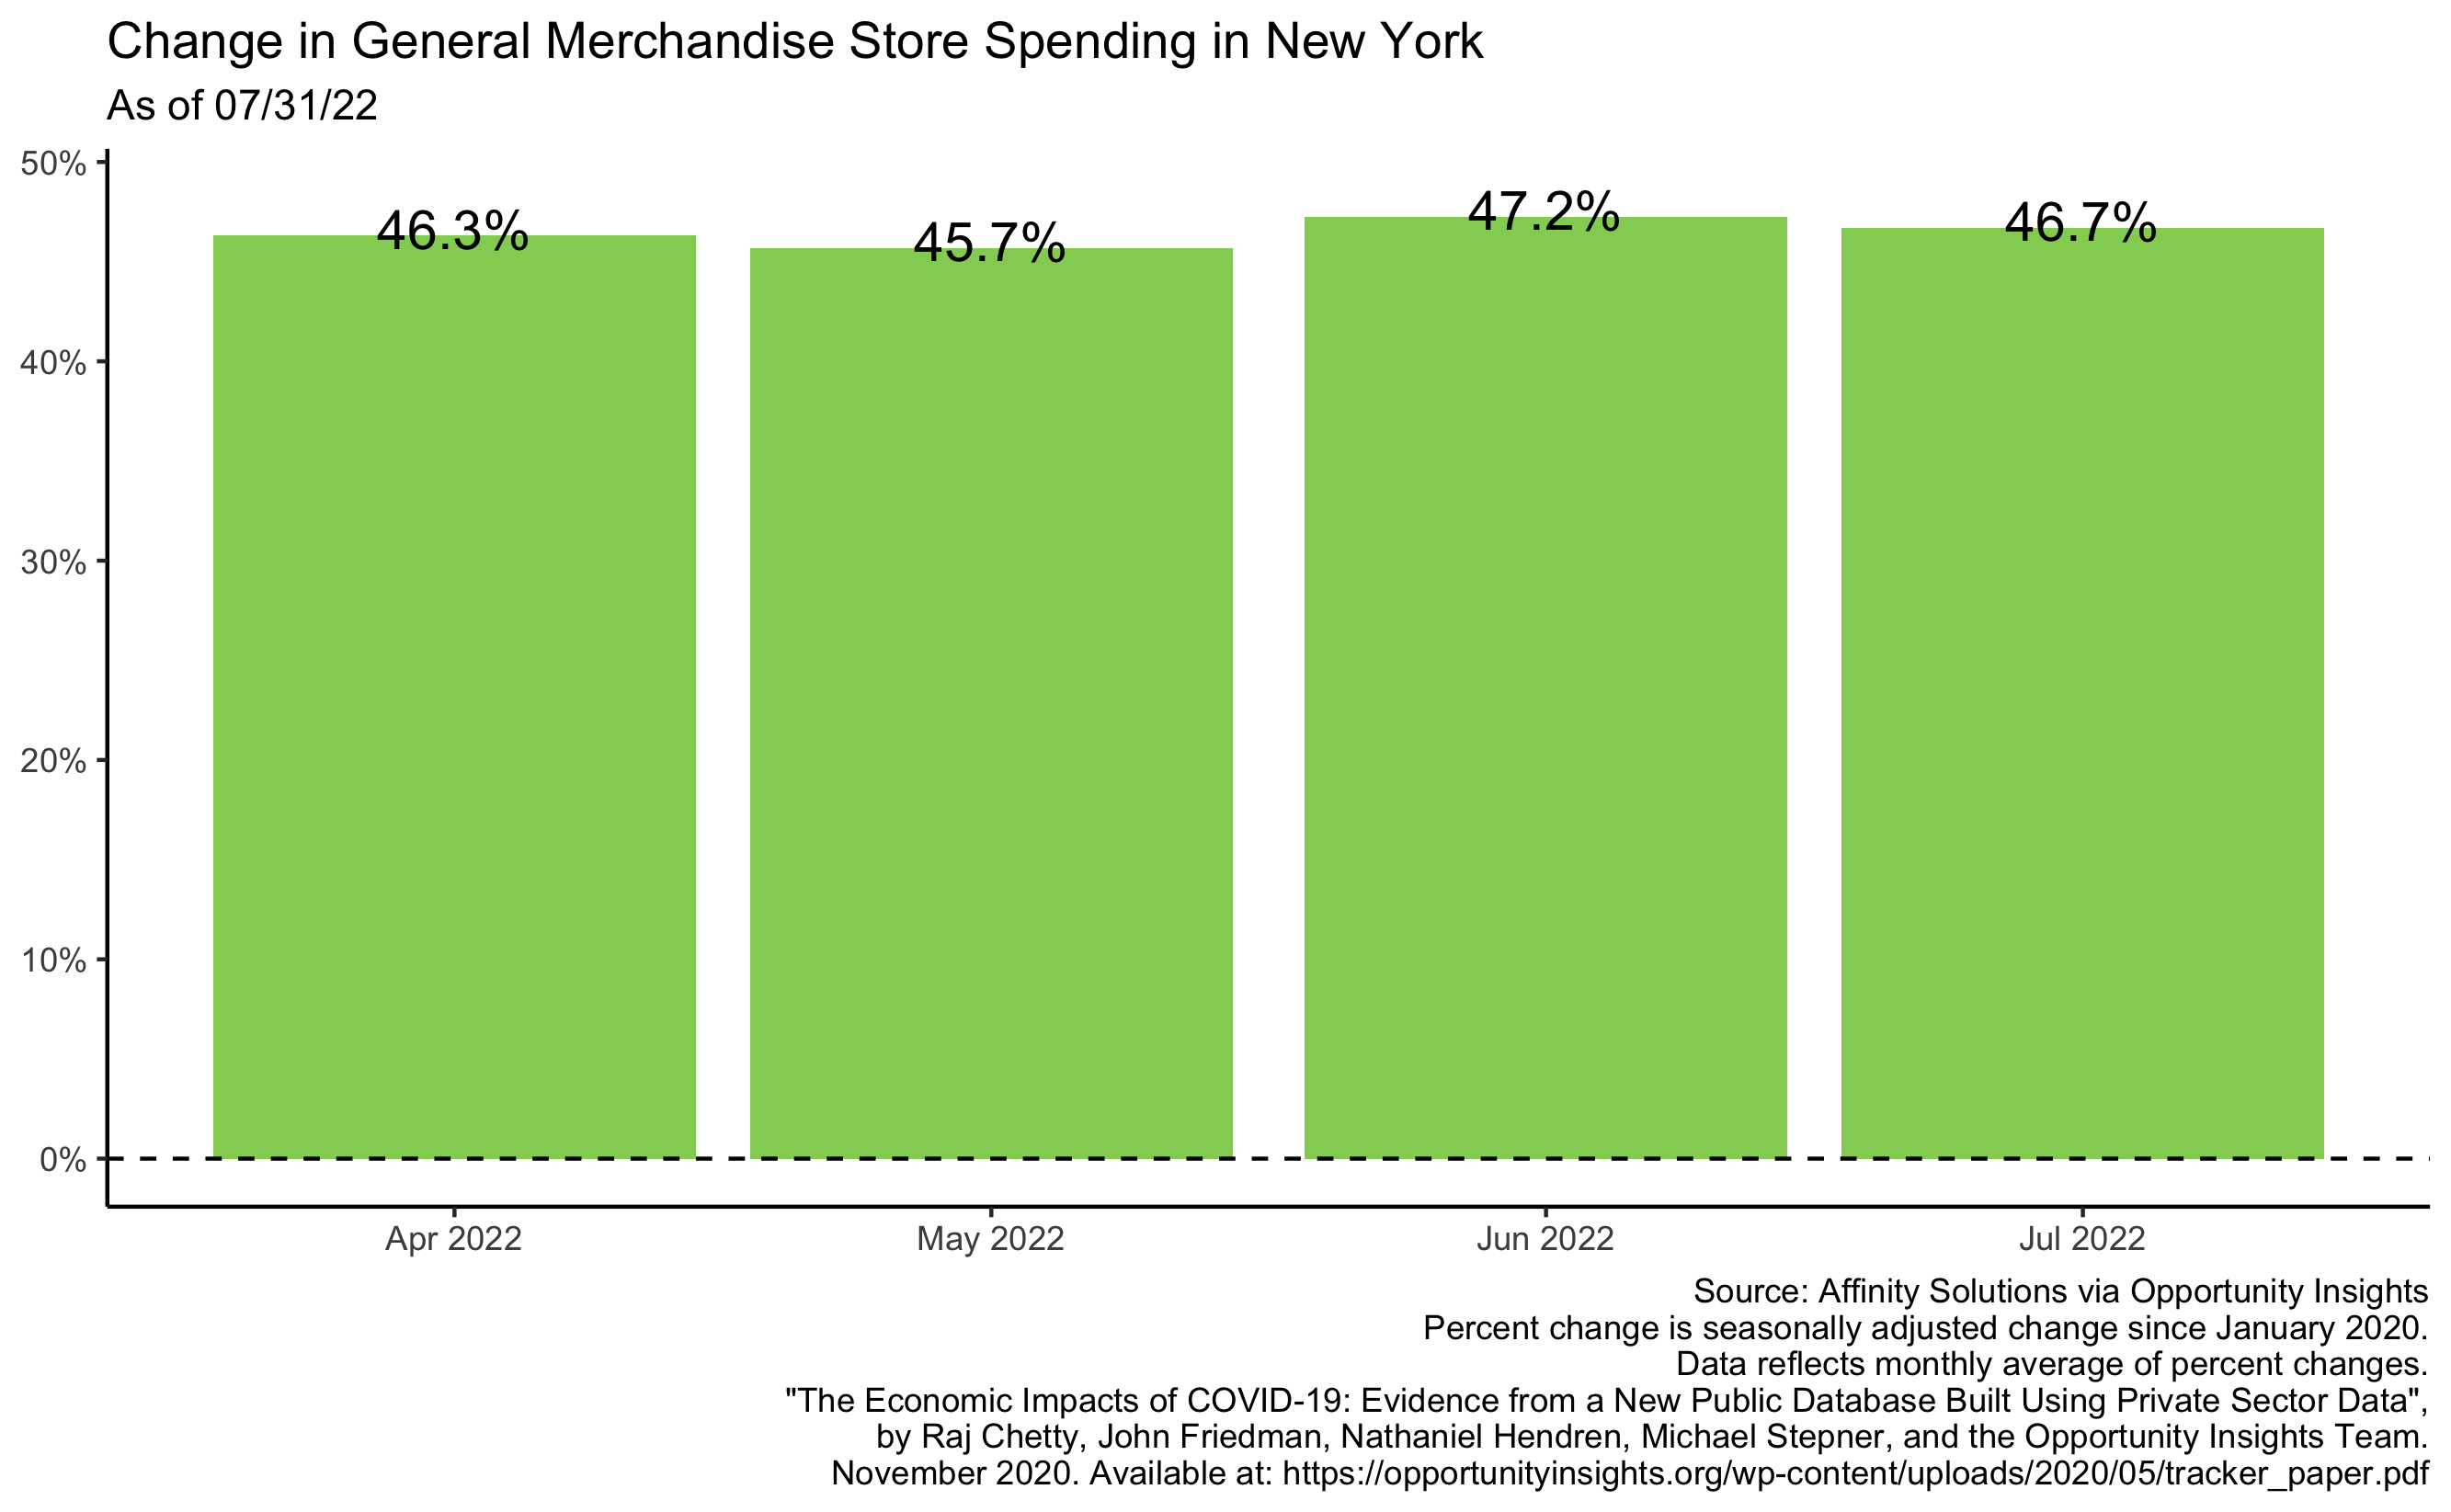 Change in General Merchandise Store Spending in New York
As of 07/31/22
50%
40%
30%
20%
10%
0%
46.3%
45.7%
47.2%
46.7%
Apr 2022
May 2022
Jun 2022
Jul 2022
Source: Affinity Solutions via Opportunity Insights
Percent change is seasonally adjusted change since January 2020.
Data reflects monthly average of percent changes.
"The Economic Impacts of COVID-19: Evidence from a New Public Database Built Using Private Sector Data",
by Raj Chetty, John Friedman, Nathaniel Hendren, Michael Stepner, and the Opportunity Insights Team.
November 2020. Available at: https://opportunityinsights.org/wp-content/uploads/2020/05/tracker_paper.pdf